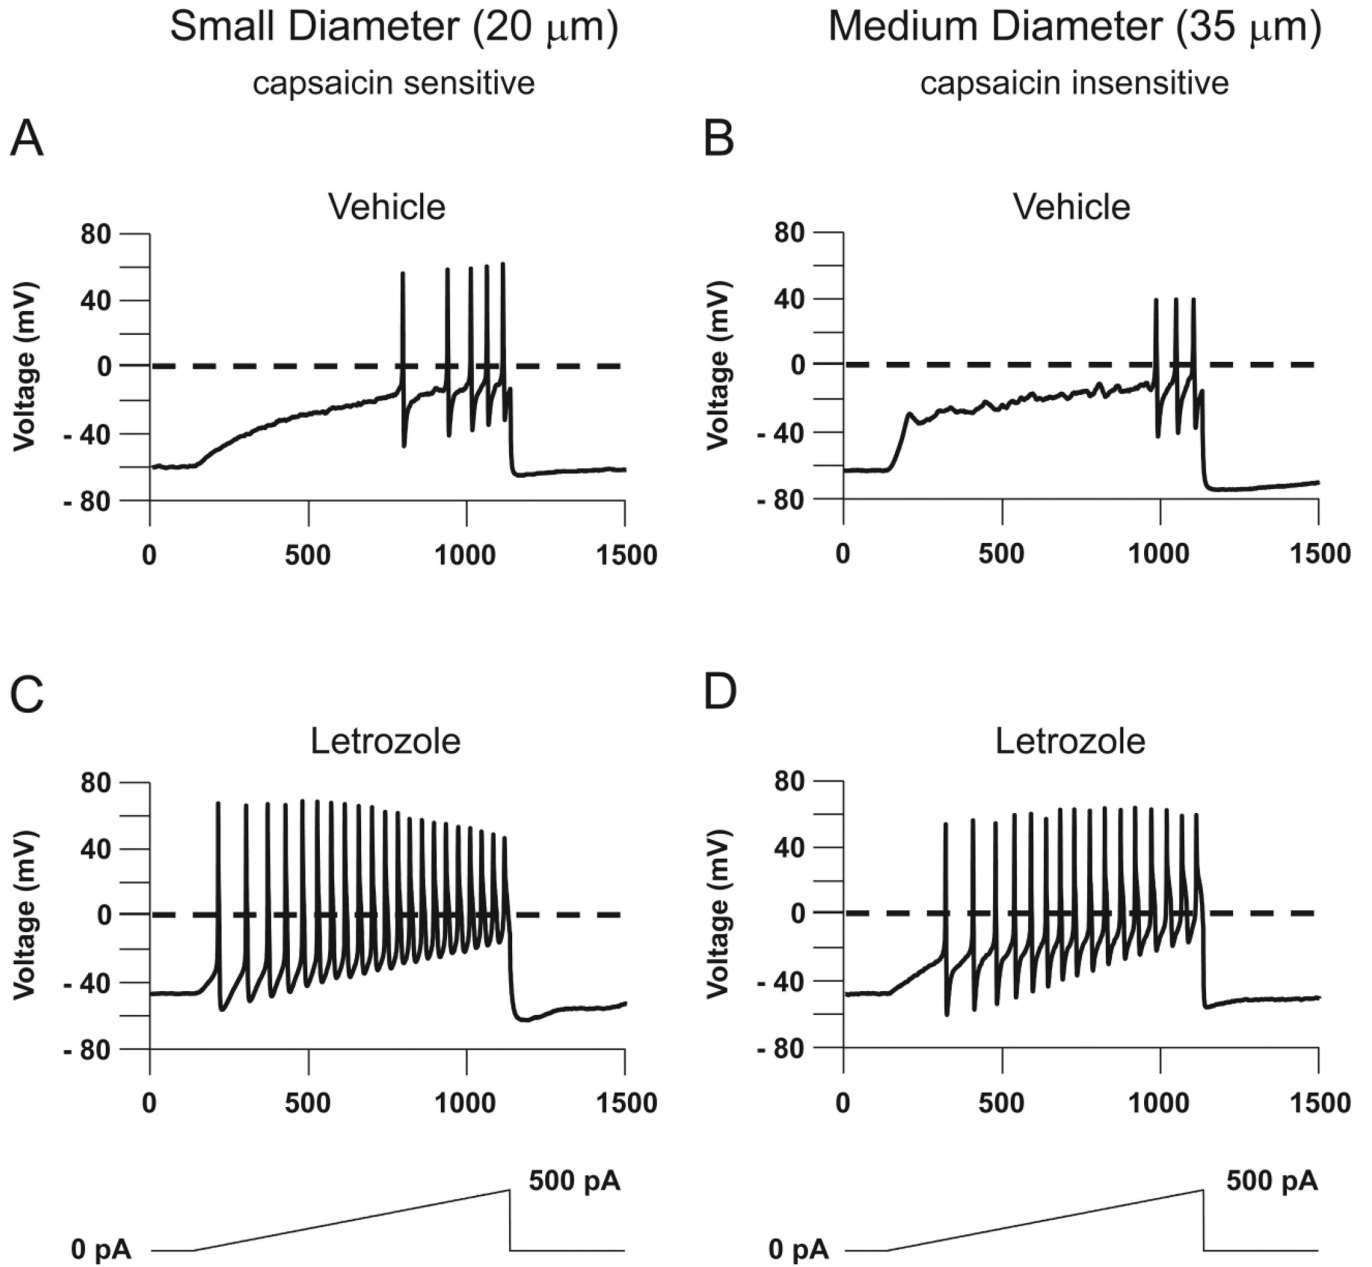 Small Diameter (20 μm)
capsaicin sensitive
Medium Diameter (35 μm)
capsaicin insensitive
A
Vehicle
Voltage (mV)
80
40
0
- 40
- 80
0 500 1000 1500
B
Vehicle
Voltage (mV)
80
40
0
- 40
- 80
0 500 1000 1500
C
Letrozole
Voltage (mV)
80
40
0
- 40
- 80
0 500 1000 1500
D
Letrozole
Voltage (mV)
80
40
0
- 40
- 80
0 500 1000 1500
500 pA
0 pA
500 pA
0 pA